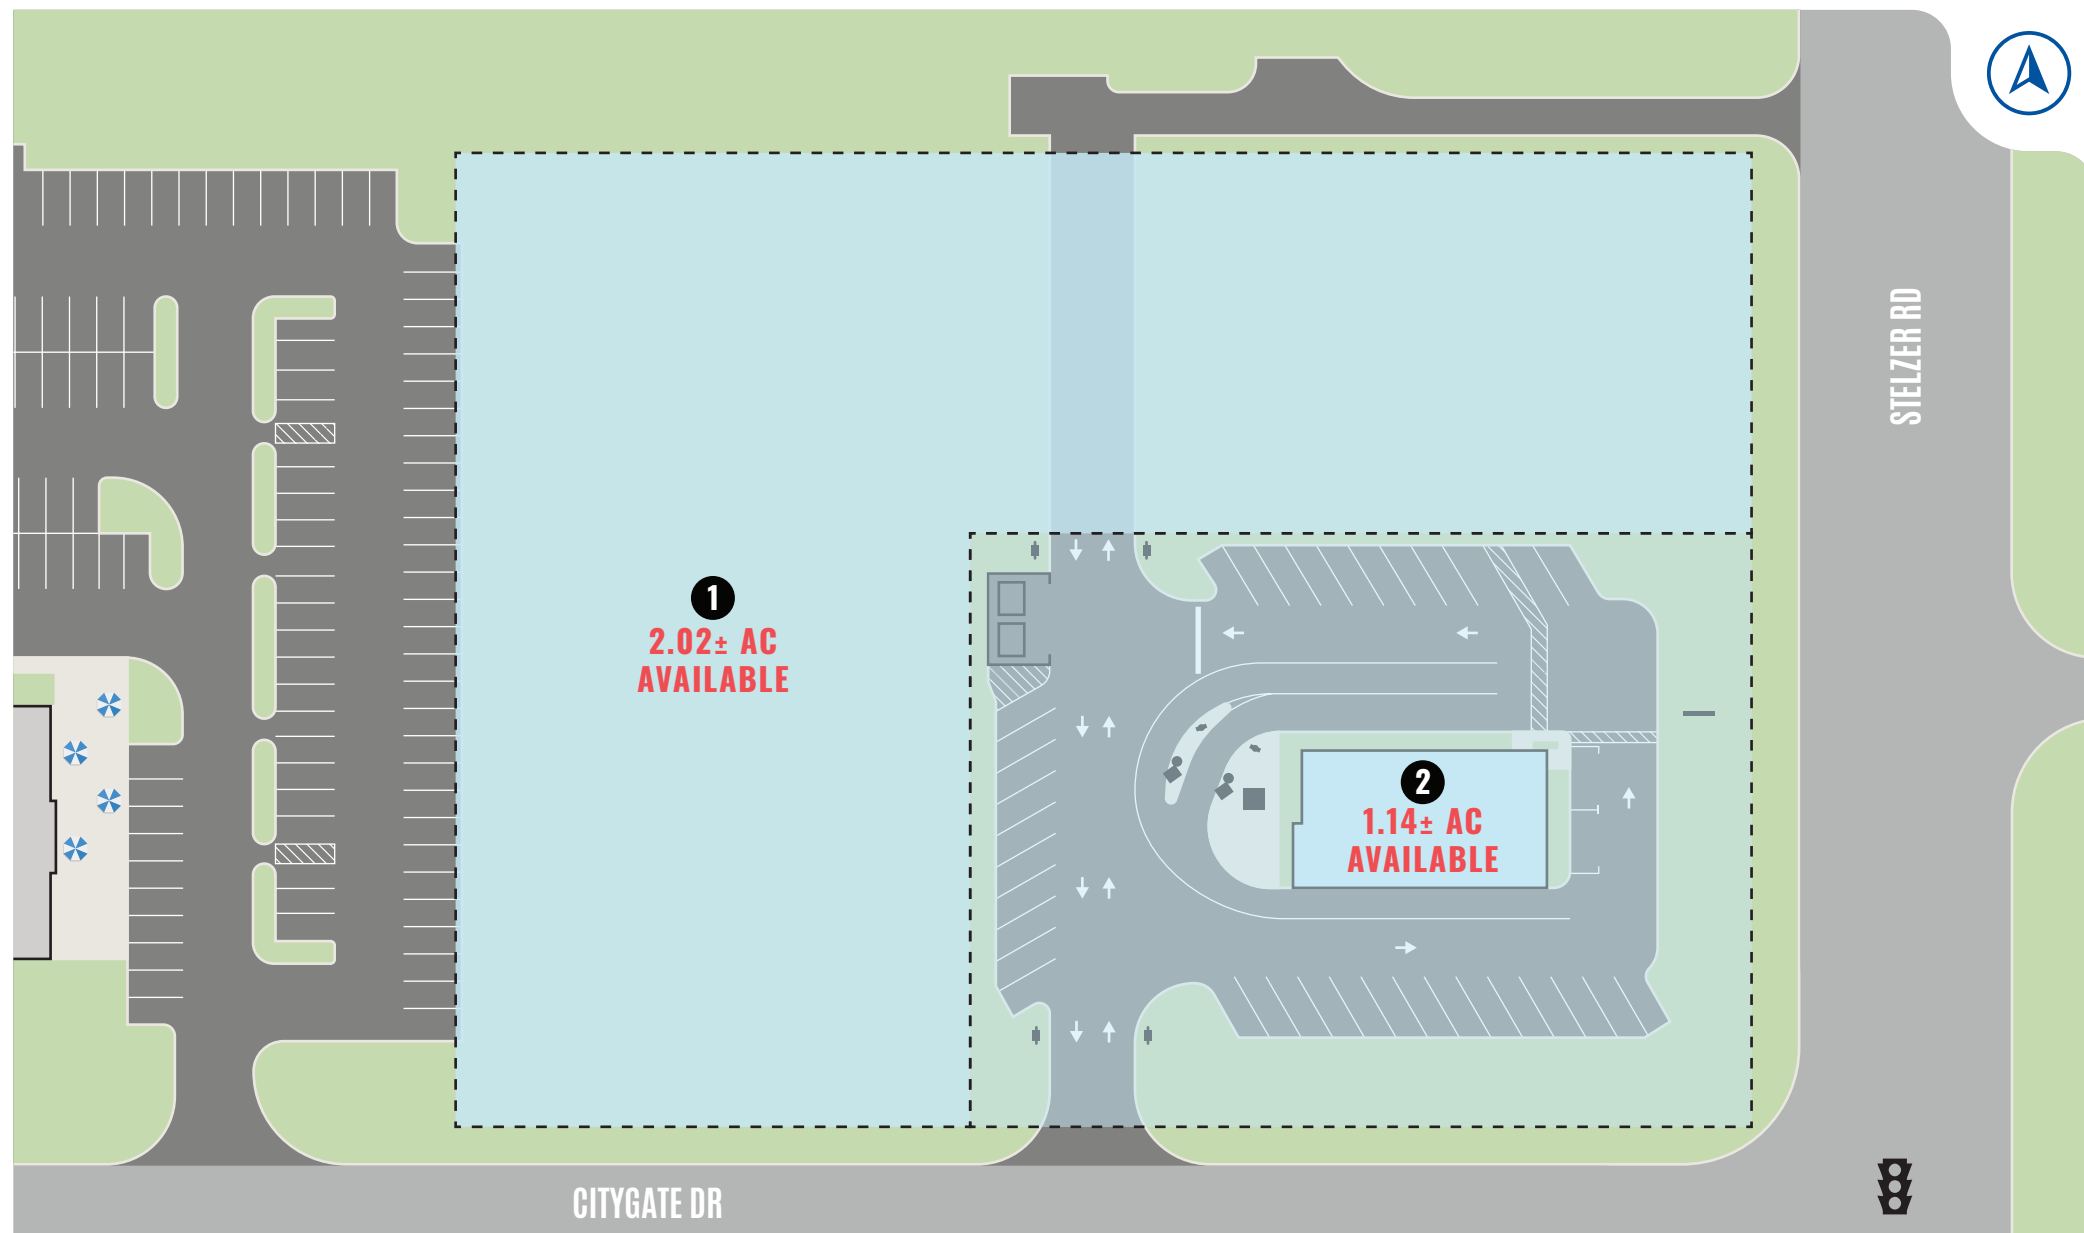 STELZER RD
1
2.02± AC
AVAILABLE
2
1.14± AC
AVAILABLE
CITYGATE DR